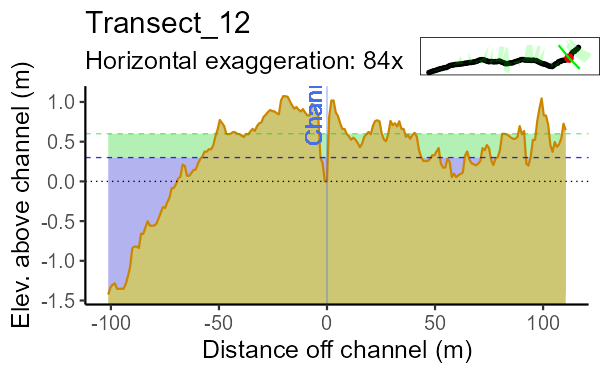 Transect_12
Horizontal exaggeration: 84x
Elev. above channel (m)
1.0
0.5
0.0
-0.5
-1.0
-1.5
Chan
-100
-50
0
50
100
Distance off channel (m)